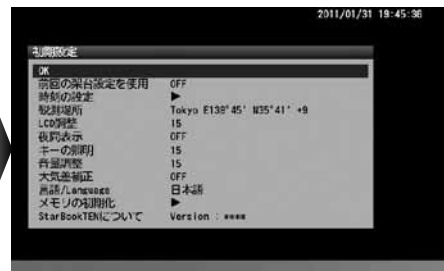 2011/01/31 19:45:36
初期設定
OK
前回の架台設定を使用 OFF
時刻の設定 ▶
観測場所 Tokyo E139°45' N35°41' +9
LCD調整 15
夜間表示 OFF
キーの照明 15
音量調整 15
大気差補正 OFF
言語/Language 日本語
メモリの初期化 ▶
StarBookTENについて Version : ****